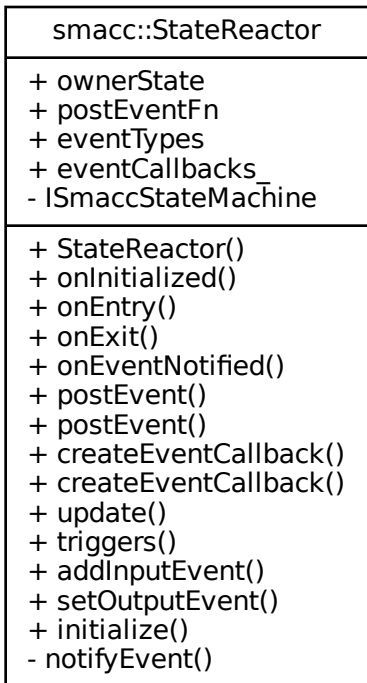 smacc::StateReactor
+ ownerState
+ postEventFn
+ eventTypes
+ eventCallbacks_
- ISmaccStateMachine
+ StateReactor()
+ onInitialized()
+ onEntry()
+ onExit()
+ onEventNotified()
+ postEvent()
+ postEvent()
+ createEventCallback()
+ createEventCallback()
+ update()
+ triggers()
+ addInputEvent()
+ setOutputEvent()
+ initialize()
- notifyEvent()